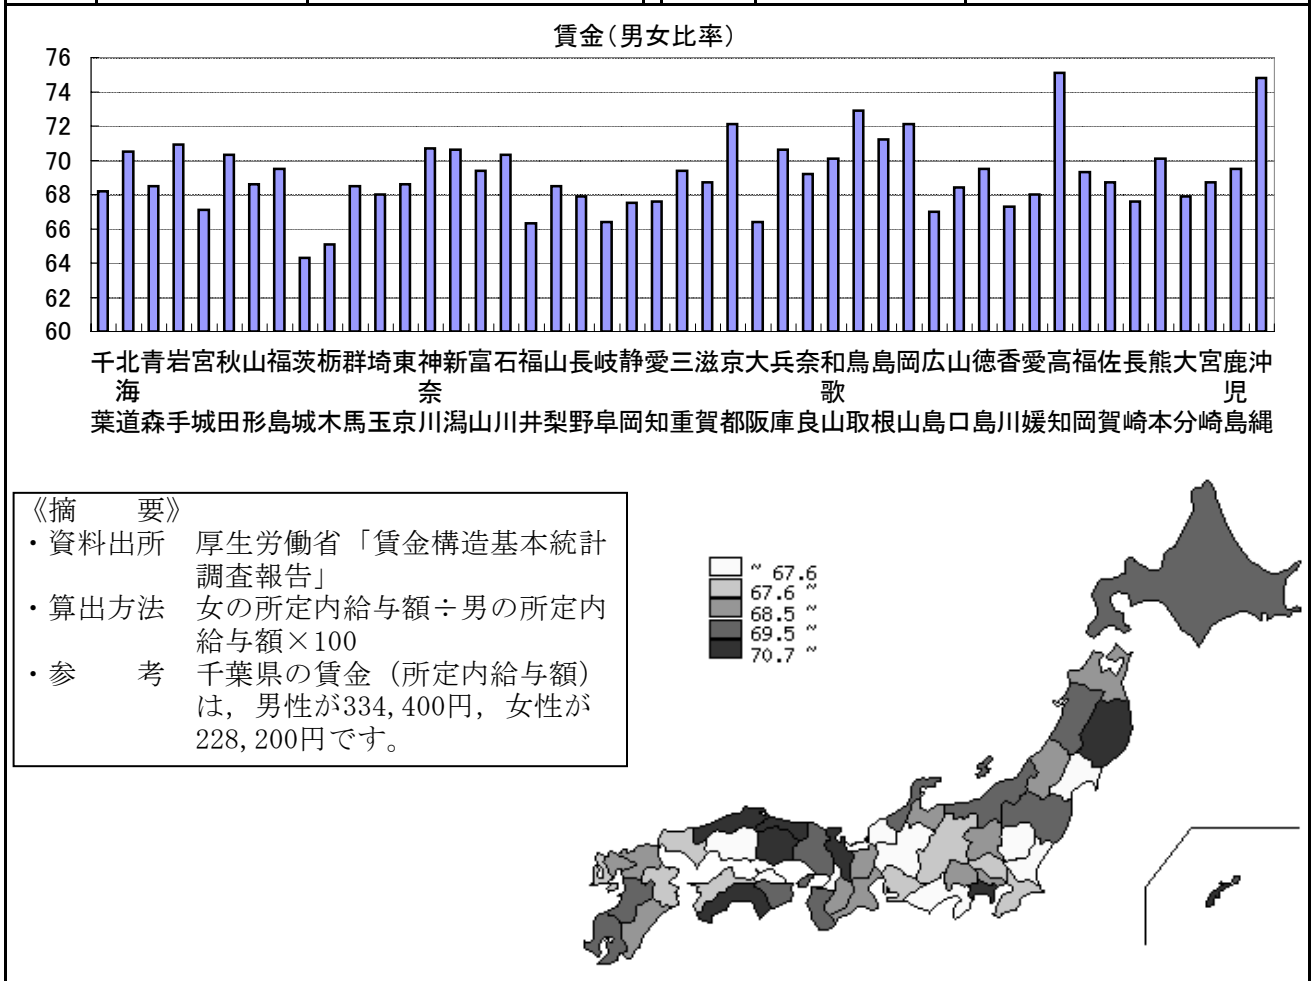 賃金(男女比率)
76
74
72
70
68
66
64
62
60
千北青岩宮秋山福茨栃群埼東神新富石福山長岐静愛三滋京大兵奈和鳥島岡広山徳香愛高福佐長熊大宮鹿沖
海 奈 歌 児
葉道森手城田形島城木馬玉京川潟山川井梨野阜岡知重賀都阪庫良山取根山島口島川媛知岡賀崎本分崎島縄
《摘 要》
・資料出所 厚生労働省「賃金構造基本統計
調査報告」
・算出方法 女の所定内給与額÷男の所定内
給与額×100
・参 考 千葉県の賃金(所定内給与額)
は,男性が334,400円,女性が
228,200円です。
~ 67.6
67.6 ~
68.5 ~
69.5 ~
70.7 ~